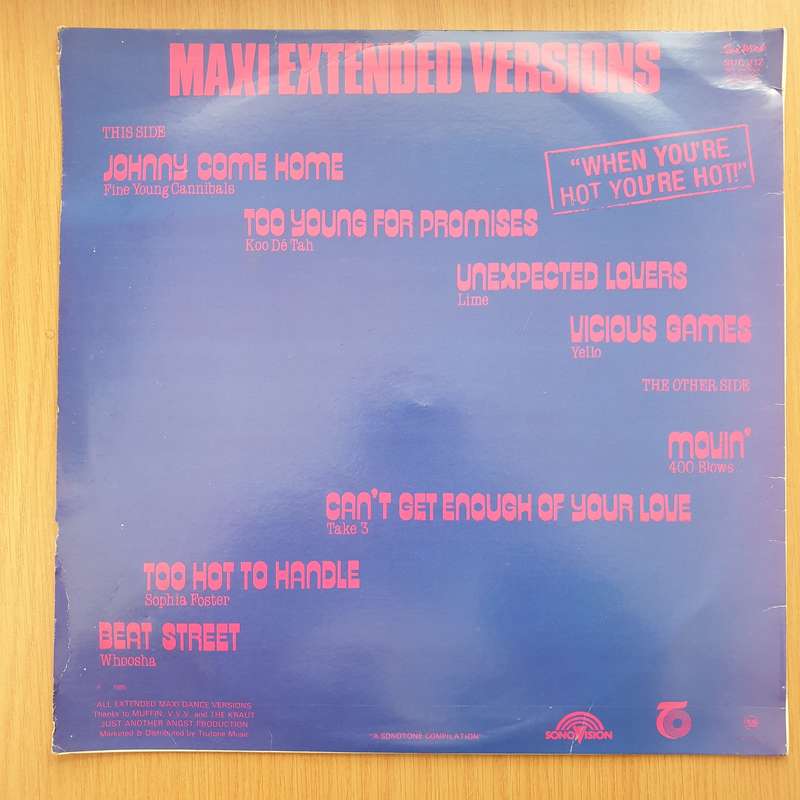 MAXI EXTENDED VERSIONS
THIS SIDE
JOHNNY COME HOME
Fine Young Cannibals
"WHEN YOU'RE
HOT YOU'RE HOT!"
TOO YOUNG FOR PROMISES
Koo Dé Tah
UNEXPECTED LOVERS
Lime
VICIOUS GAMES
Yello
THE OTHER SIDE
MOVIN'
400 Blows
CAN'T GET ENOUGH OF YOUR LOVE
Take 3
TOO HOT TO HANDLE
Sophia Foster
BEAT STREET
Whoosha
ALL EXTENDED MAXI DANCE VERSIONS
Thanks to MUFFIN, V.V.V. and THE KRAUT
JUST ANOTHER ANGST PRODUCTION
Marketed & Distributed by Trutone Music
"A SONOTONE COMPILATION"
SONOVISION